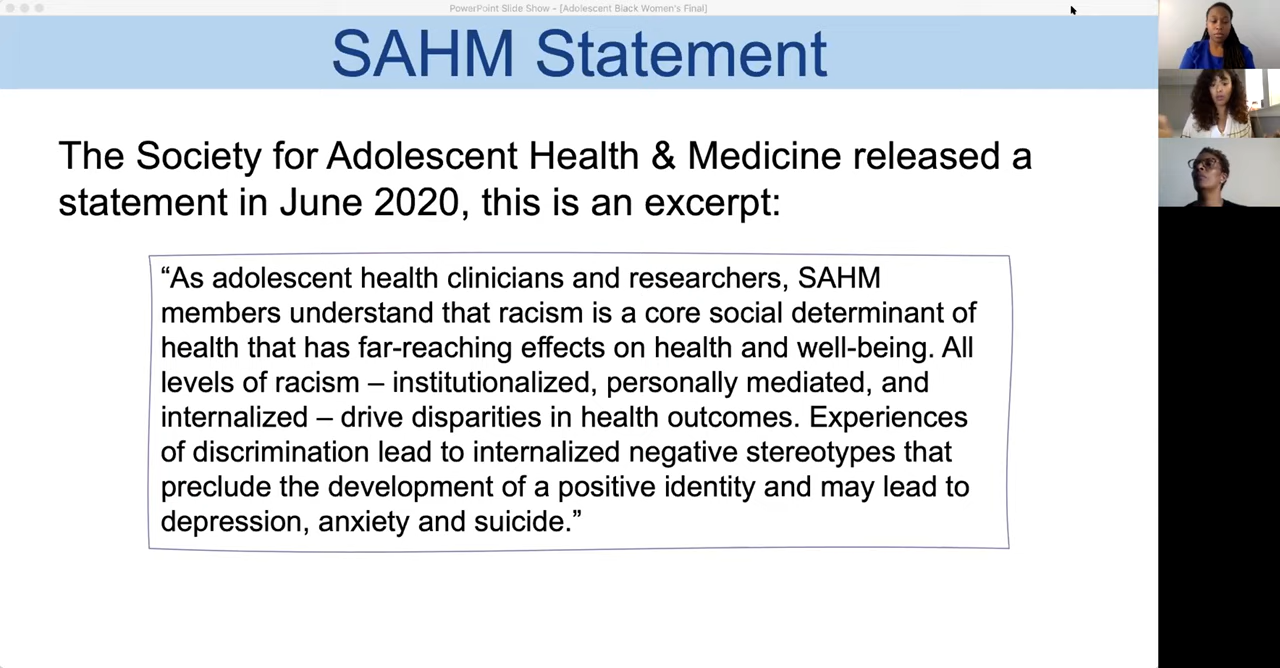 PowerPoint Slide Show - [Adolescent Black Women's Final]
SAHM Statement
The Society for Adolescent Health & Medicine released a
statement in June 2020, this is an excerpt:
“As adolescent health clinicians and researchers, SAHM
members understand that racism is a core social determinant of
health that has far-reaching effects on health and well-being. All
levels of racism – institutionalized, personally mediated, and
internalized – drive disparities in health outcomes. Experiences
of discrimination lead to internalized negative stereotypes that
preclude the development of a positive identity and may lead to
depression, anxiety and suicide.”